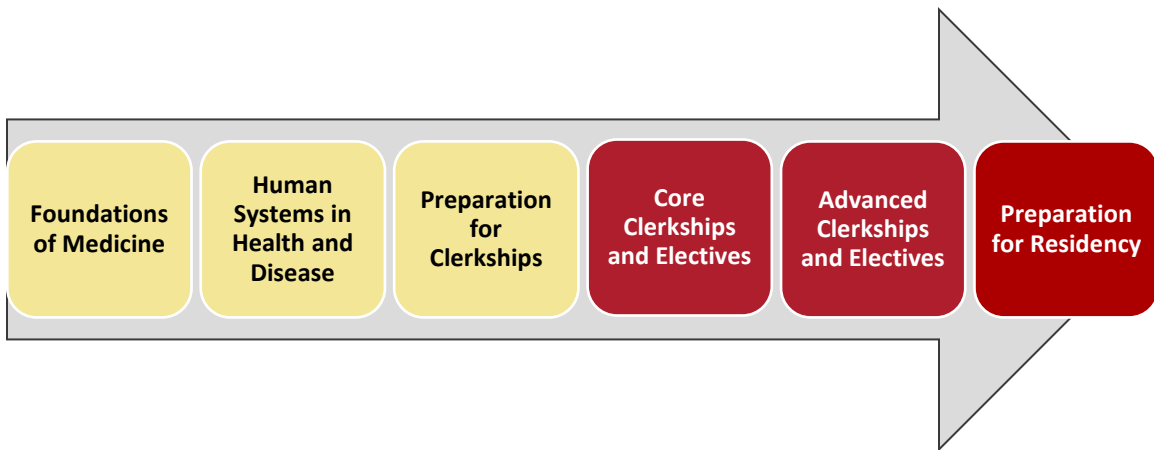 Foundations
of Medicine
Human
Systems in
Health and
Disease
Preparation
for
Clerkships
Core
Clerkships
and Electives
Advanced
Clerkships
and Electives
Preparation
for Residency